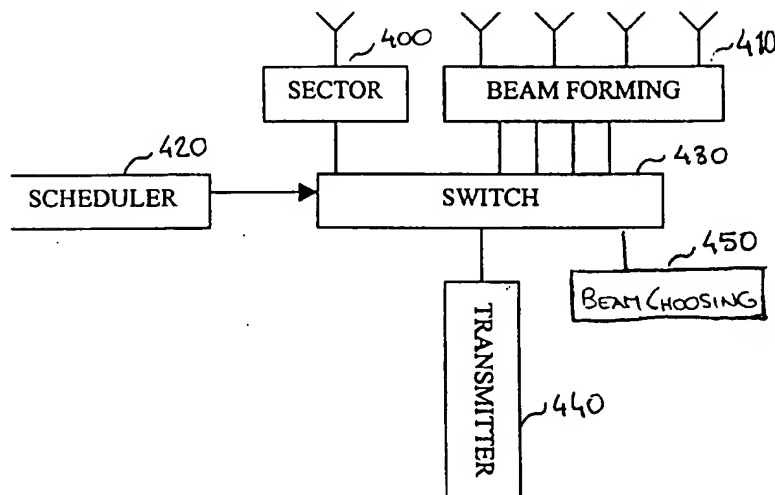 400
410
SECTOR
BEAM FORMING
420
430
SCHEDULER
SWITCH
450
BEAM CHOOSING
TRANSMITTER
440